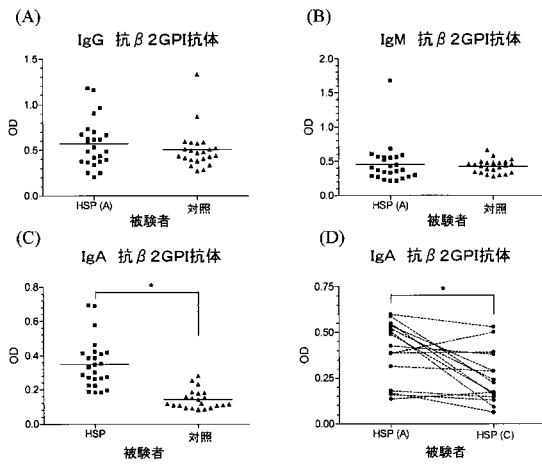 (A)
IgG 抗β2GPI抗体
OD
1.5
1.0
0.5
0.0
HSP (A)
対照
被験者
(B)
IgM 抗β2GPI抗体
OD
2.0
1.5
1.0
0.5
0.0
HSP (A)
対照
被験者
(C)
IgA 抗β2GPI抗体
*
OD
0.8
0.6
0.4
0.2
0.0
HSP
対照
被験者
(D)
IgA 抗β2GPI抗体
*
OD
0.75
0.50
0.25
0.00
HSP (A)
HSP (C)
被験者